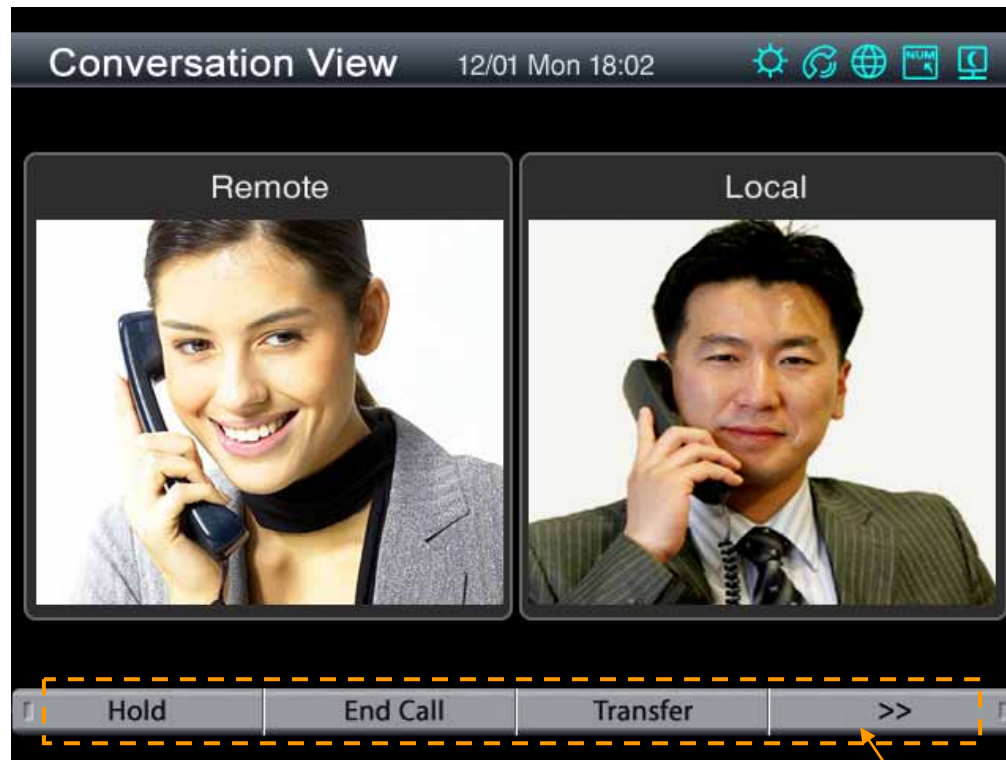 Conversation View 12/01 Mon 18:02 NUM
Remote Local
Hold End Call Transfer >>